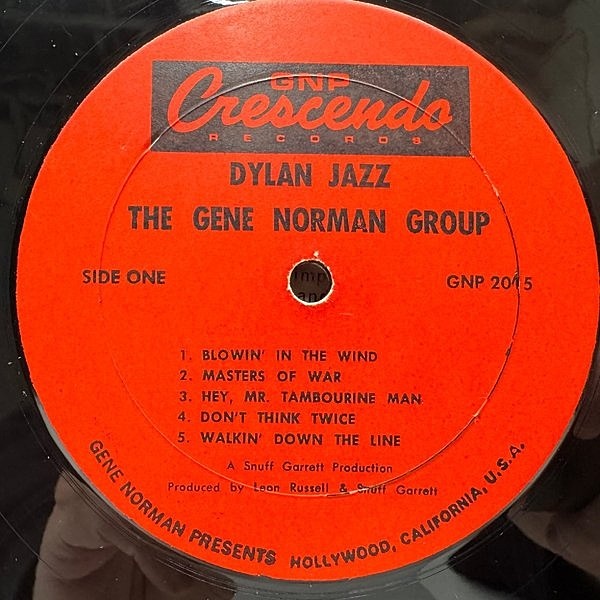 GNP
Crescendo
RECORDS
DYLAN JAZZ
THE GENE NORMAN GROUP
SIDE ONE
GNP 2015
1. BLOWIN' IN THE WIND
2. MASTERS OF WAR
3. HEY, MR. TAMBOURINE MAN
4. DON'T THINK TWICE
5. WALKIN' DOWN THE LINE
A Snuff Garrett Production
Produced by Leon Russell & Snuff Garrett
GENE NORMAN PRESENTS HOLLYWOOD, CALIFORNIA, U.S.A.